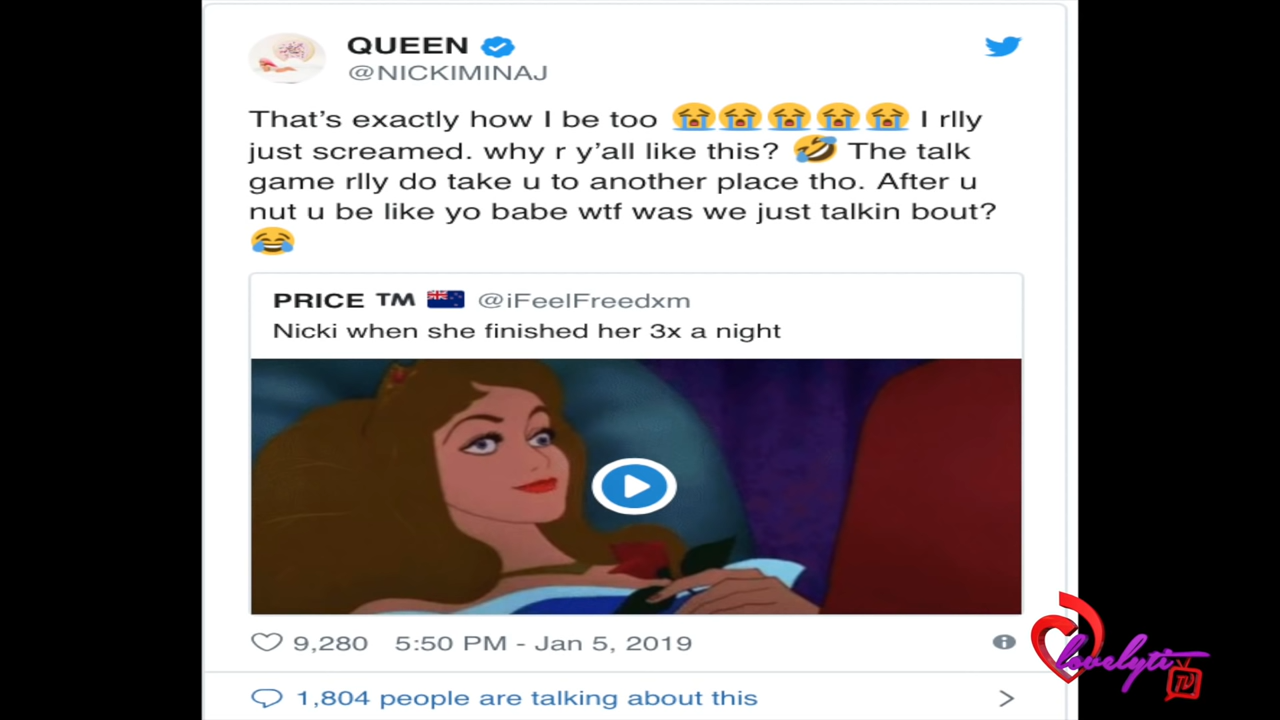 QUEEN
@NICKIMINAJ
That's exactly how I be too 😭😭😭😭😭 I rlly
just screamed. why r y'all like this? 🤣 The talk
game rlly do take u to another place tho. After u
nut u be like yo babe wtf was we just talkin bout?
😂
PRICE ™ 🇳🇿 @iFeelFreedxm
Nicki when she finished her 3x a night
9,280 5:50 PM - Jan 5, 2019
1,804 people are talking about this
lovelyti
TV